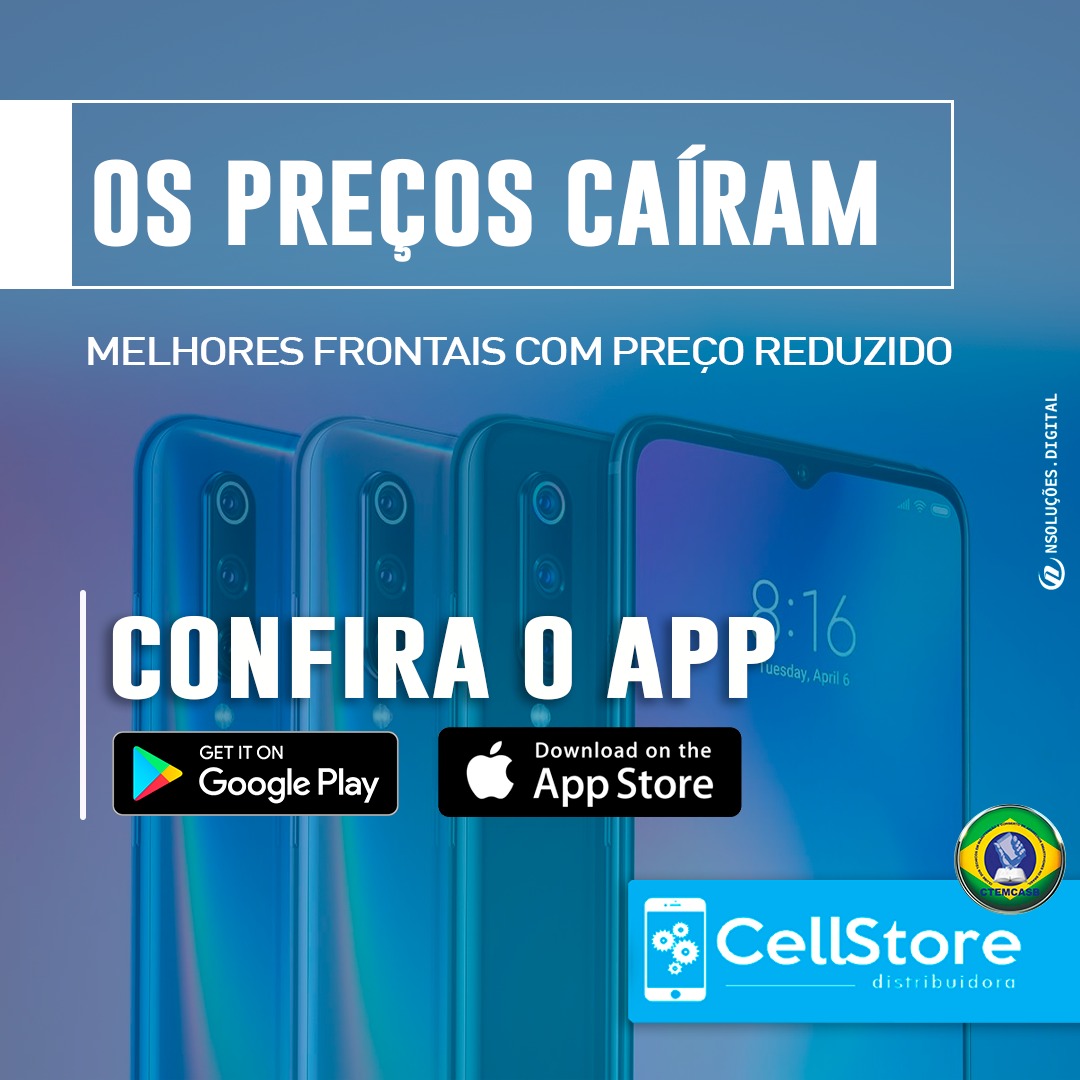 OS PREÇOS CAÍRAM
MELHORES FRONTAIS COM PREÇO REDUZIDO
NSOLUÇÕES.DIGITAL
8:16
Tuesday, April 6
CONFIRA O APP
GET IT ON
Google Play
Download on the
App Store
CTEMCASB
CellStore
distribuidora